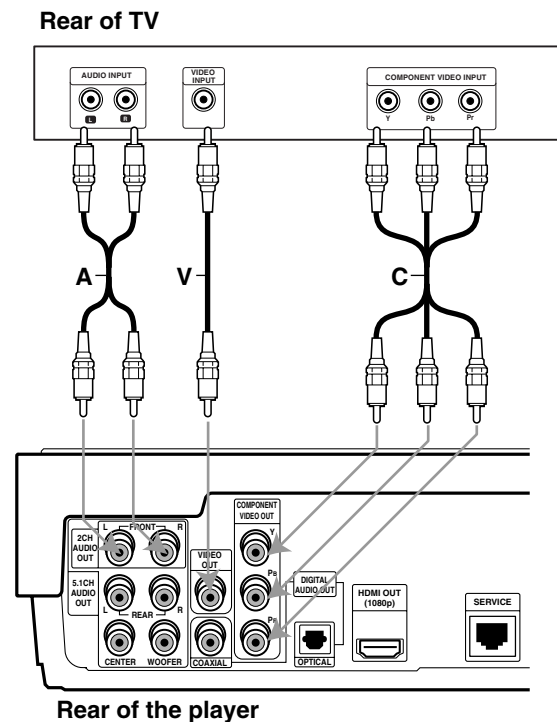 Rear of TV
AUDIO INPUT
L
R
VIDEO
INPUT
COMPONENT VIDEO INPUT
Y
Pb
Pr
A
V
C
2CH
AUDIO
OUT
5.1CH
AUDIO
OUT
L
FRONT
R
L
REAR
R
CENTER
WOOFER
VIDEO
OUT
COAXIAL
COMPONENT
VIDEO OUT
Y
PB
PR
DIGITAL
AUDIO OUT
OPTICAL
HDMI OUT
(1080p)
SERVICE
Rear of the player